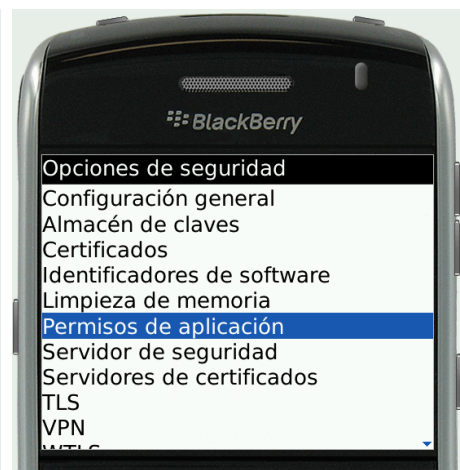 BlackBerry
Opciones de seguridad
Configuración general
Almacén de claves
Certificados
Identificadores de software
Limpieza de memoria
Permisos de aplicación
Servidor de seguridad
Servidores de certificados
TLS
VPN
WTLS